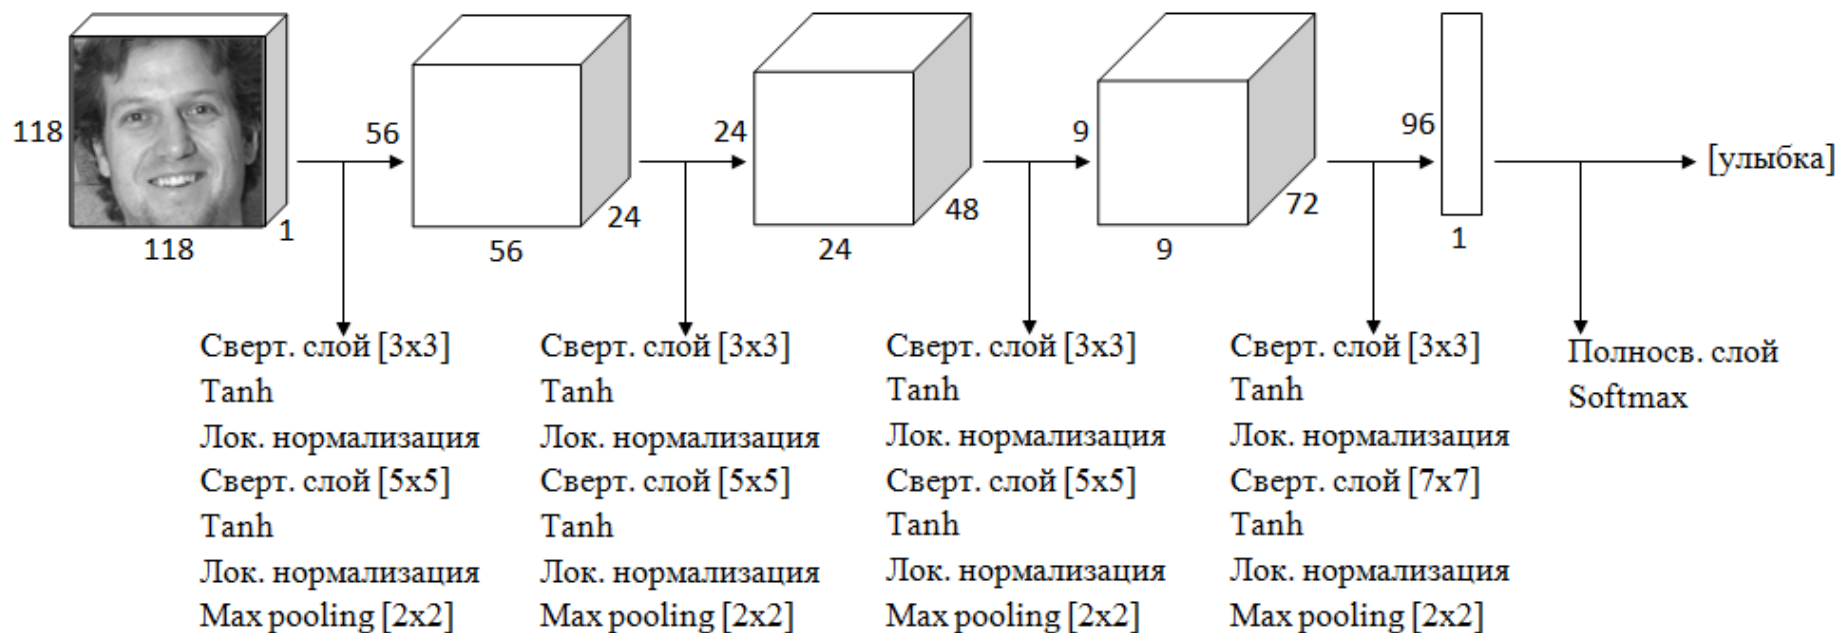 118
118
1
56
56
24
24
24
48
9
9
72
96
1
[улыбка]
Сверт. слой [3x3]
Tanh
Лок. нормализация
Сверт. слой [5x5]
Tanh
Лок. нормализация
Max pooling [2x2]
Сверт. слой [3x3]
Tanh
Лок. нормализация
Сверт. слой [5x5]
Tanh
Лок. нормализация
Max pooling [2x2]
Сверт. слой [3x3]
Tanh
Лок. нормализация
Сверт. слой [5x5]
Tanh
Лок. нормализация
Max pooling [2x2]
Сверт. слой [3x3]
Tanh
Лок. нормализация
Сверт. слой [7x7]
Tanh
Лок. нормализация
Max pooling [2x2]
Полносв. слой
Softmax